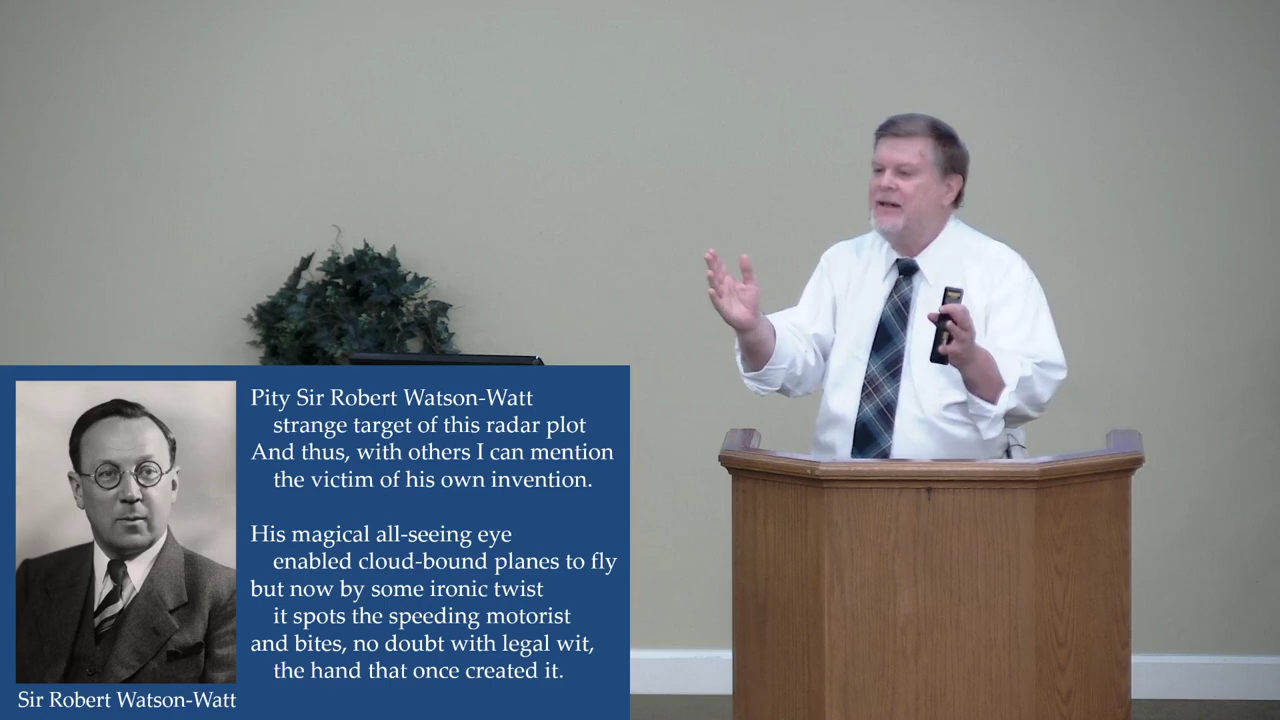 Pity Sir Robert Watson-Watt
strange target of this radar plot
And thus, with others I can mention
the victim of his own invention.
His magical all-seeing eye
enabled cloud-bound planes to fly
but now by some ironic twist
it spots the speeding motorist
and bites, no doubt with legal wit,
the hand that once created it.
Sir Robert Watson-Watt